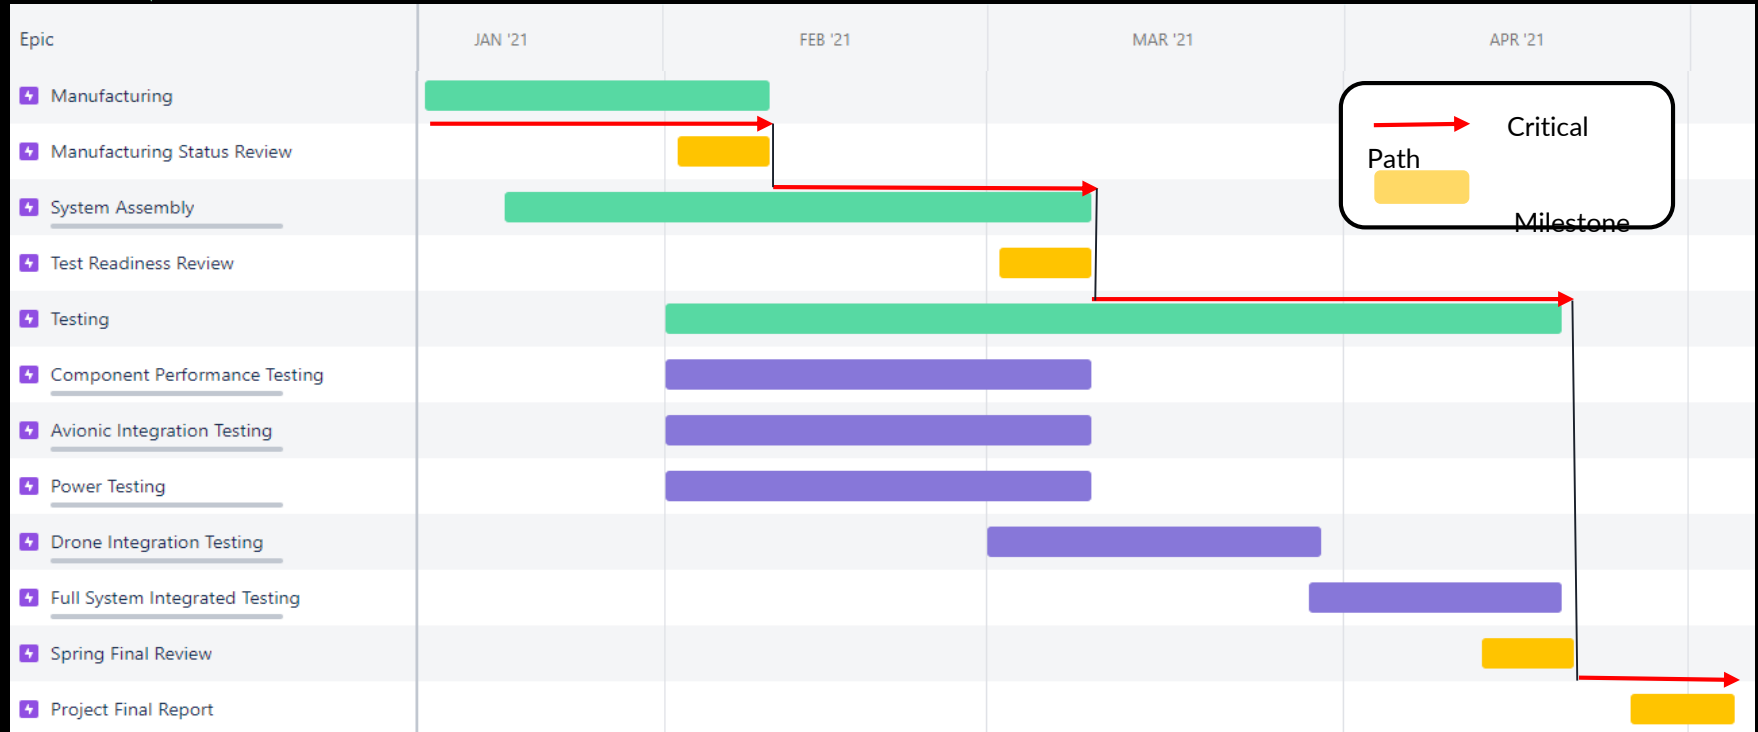 Epic JAN '21 FEB '21 MAR '21 APR '21
Manufacturing
Critical
Manufacturing Status Review
Path
System Assembly
Milestone
Test Readiness Review
Testing
Component Performance Testing
Avionic Integration Testing
Power Testing
Drone Integration Testing
Full System Integrated Testing
Spring Final Review
Project Final Report